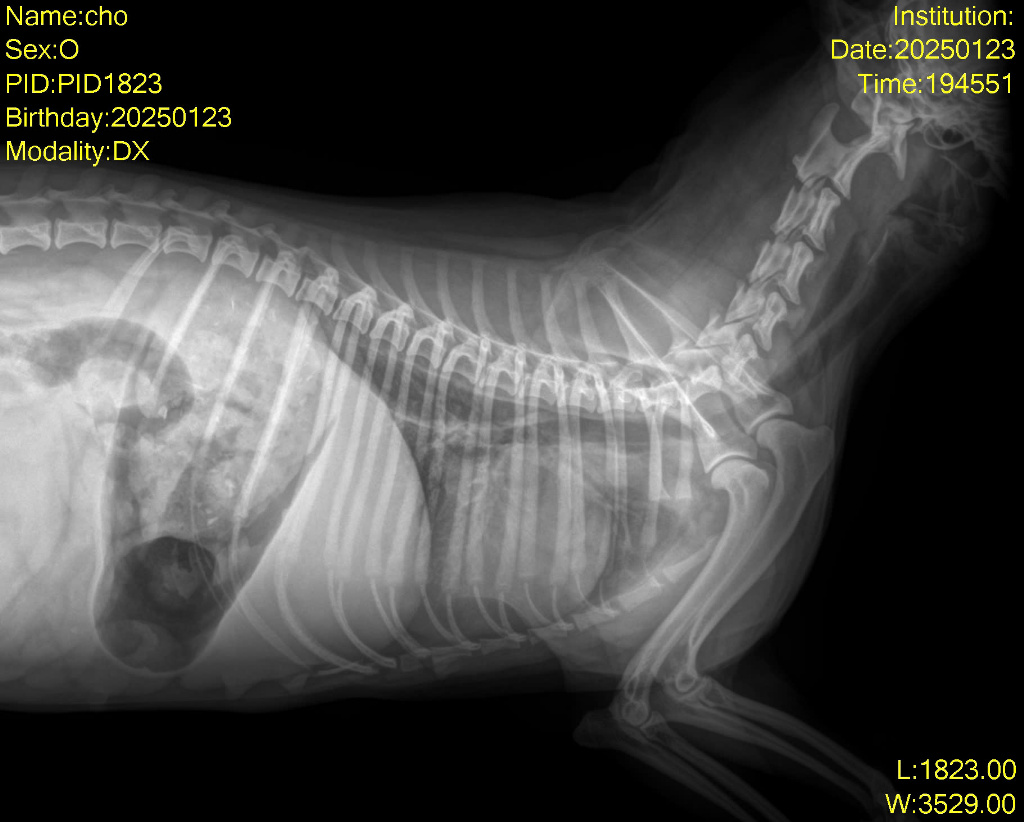 Name:cho
Sex:O
PID:PID1823
Birthday:20250123
Modality:DX
Institution:
Date:20250123
Time:194551
L:1823.00
W:3529.00